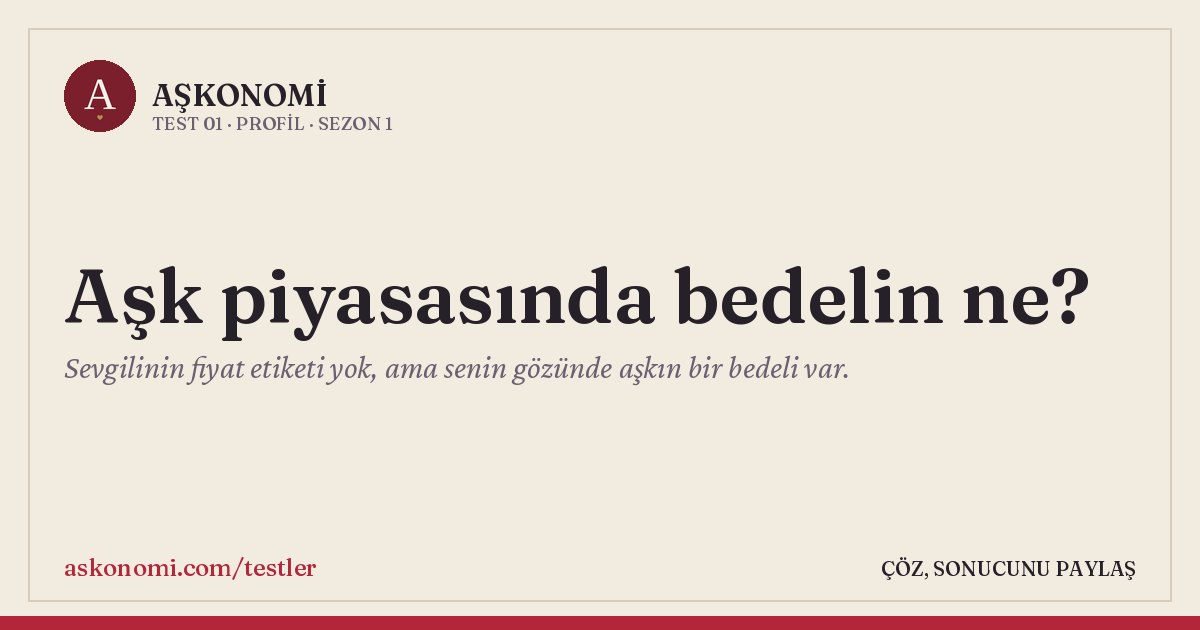 A
AŞKONOMİ
TEST 01 · PROFİL · SEZON 1
Aşk piyasasında bedelin ne?
Sevgilinin fiyat etiketi yok, ama senin gözünde aşkın bir bedeli var.
askonomi.com/testler
ÇÖZ, SONUCUNU PAYLAŞ